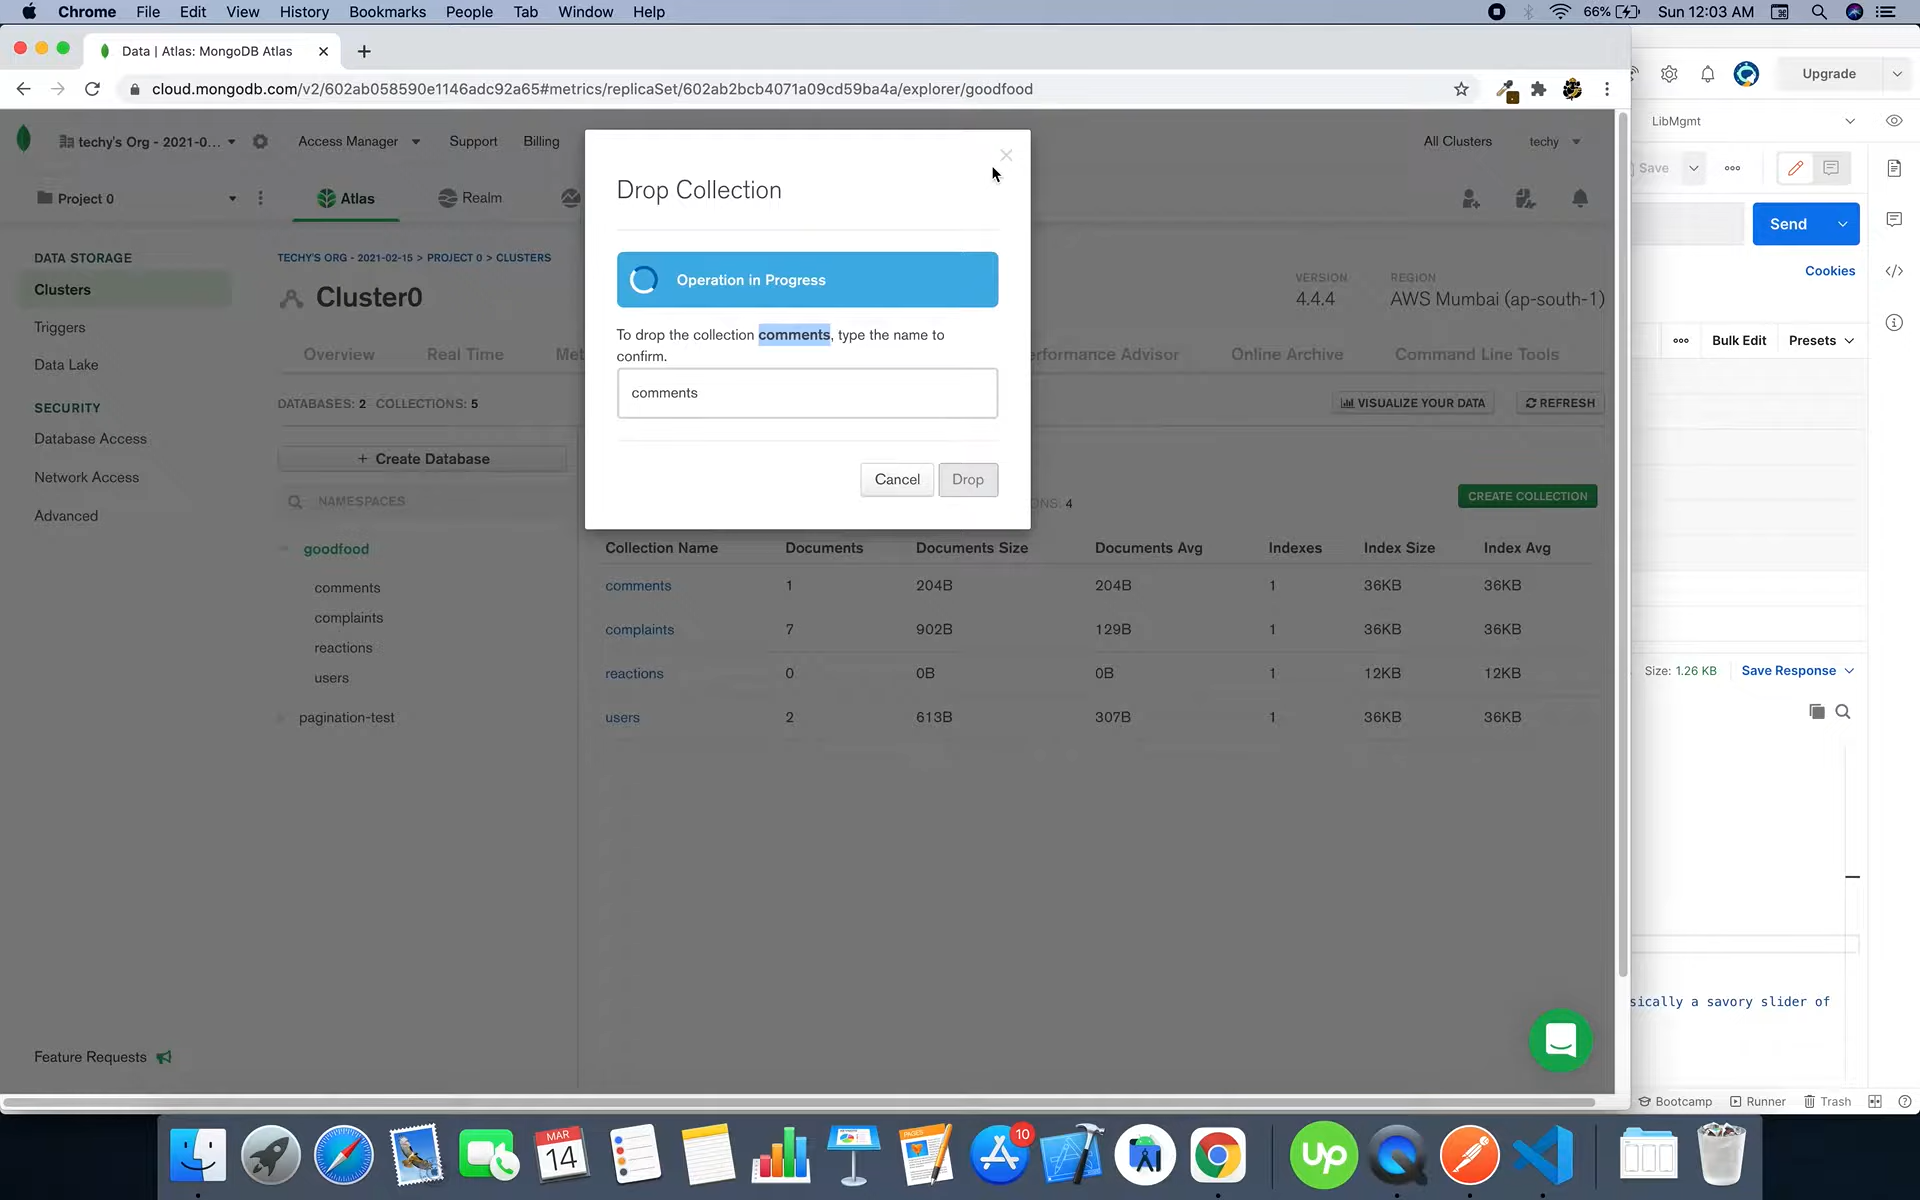 Chrome File Edit View History Bookmarks People Tab Window Help 66% Sun 12:03 AM
Data | Atlas: MongoDB Atlas
cloud.mongodb.com/v2/602ab058590e1146adc92a65#metrics/replicaSet/602ab2bcb4071a09cd59ba4a/explorer/goodfood
Upgrade
LibMgmt
techy's Org - 2021-0... Access Manager Support Billing All Clusters techy
Save
Project 0 Atlas Realm
Send
Cookies
Bulk Edit Presets
Drop Collection
Operation in Progress
To drop the collection comments, type the name to
confirm.
comments
Cancel Drop
DATA STORAGE
Clusters
Triggers
Data Lake
SECURITY
Database Access
Network Access
Advanced
Feature Requests
TECHY'S ORG - 2021-02-15 > PROJECT 0 > CLUSTERS
Cluster0
VERSION REGION
4.4.4 AWS Mumbai (ap-south-1)
Overview Real Time Met erformance Advisor Online Archive Command Line Tools
DATABASES: 2 COLLECTIONS: 5 VISUALIZE YOUR DATA REFRESH
+ Create Database
NAMESPACES
goodfood
comments
complaints
reactions
users
pagination-test
ONS: 4 CREATE COLLECTION
Collection Name Documents Documents Size Documents Avg Indexes Index Size Index Avg
comments 1 204B 204B 1 36KB 36KB
complaints 7 902B 129B 1 36KB 36KB
reactions 0 0B 0B 1 12KB 12KB
users 2 613B 307B 1 36KB 36KB
Size: 1.26 KB Save Response
sically a savory slider of
Bootcamp Runner Trash
MAR
14
PAGES
10
Up